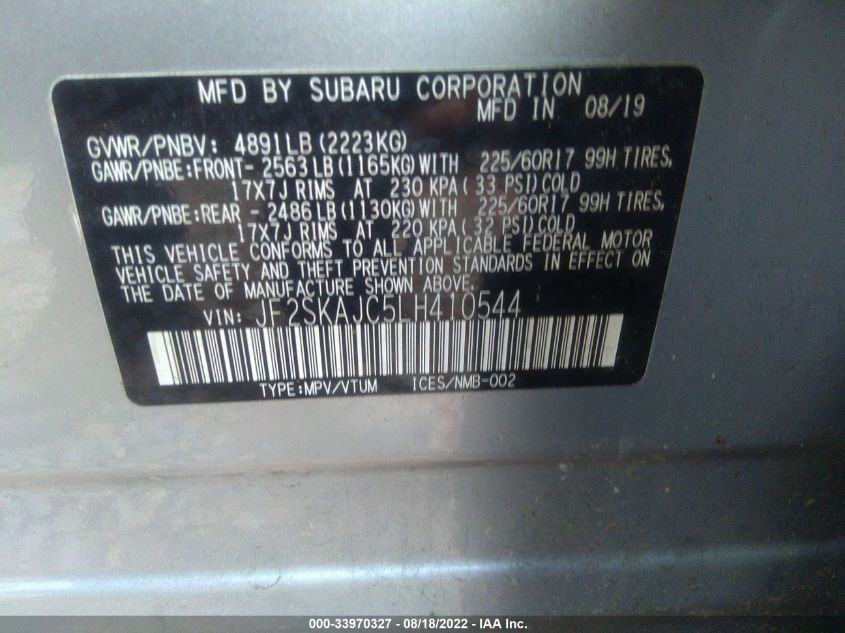 MFD BY SUBARU CORPORATION
MFD IN 08/19
GVWR/PNBV: 4891LB(2223KG)
GAWR/PNBE:FRONT-2563LB(1165KG)WITH 225/60R17 99H TIRES,
17X7J RIMS AT 230 KPA(33 PSI)COLD
GAWR/PNBE:REAR -2486LB(1130KG)WITH 225/60R17 99H TIRES,
17X7J RIMS AT 220 KPA(32 PSI)COLD
THIS VEHICLE CONFORMS TO ALL APPLICABLE FEDERAL MOTOR
VEHICLE SAFETY AND THEFT PREVENTION STANDARDS IN EFFECT ON
THE DATE OF MANUFACTURE SHOWN ABOVE.
VIN: JF2SKAJC5LH410544
TYPE:MPV/VTUM ICES/NMB-002
000-33970327 - 08/18/2022 - IAA Inc.